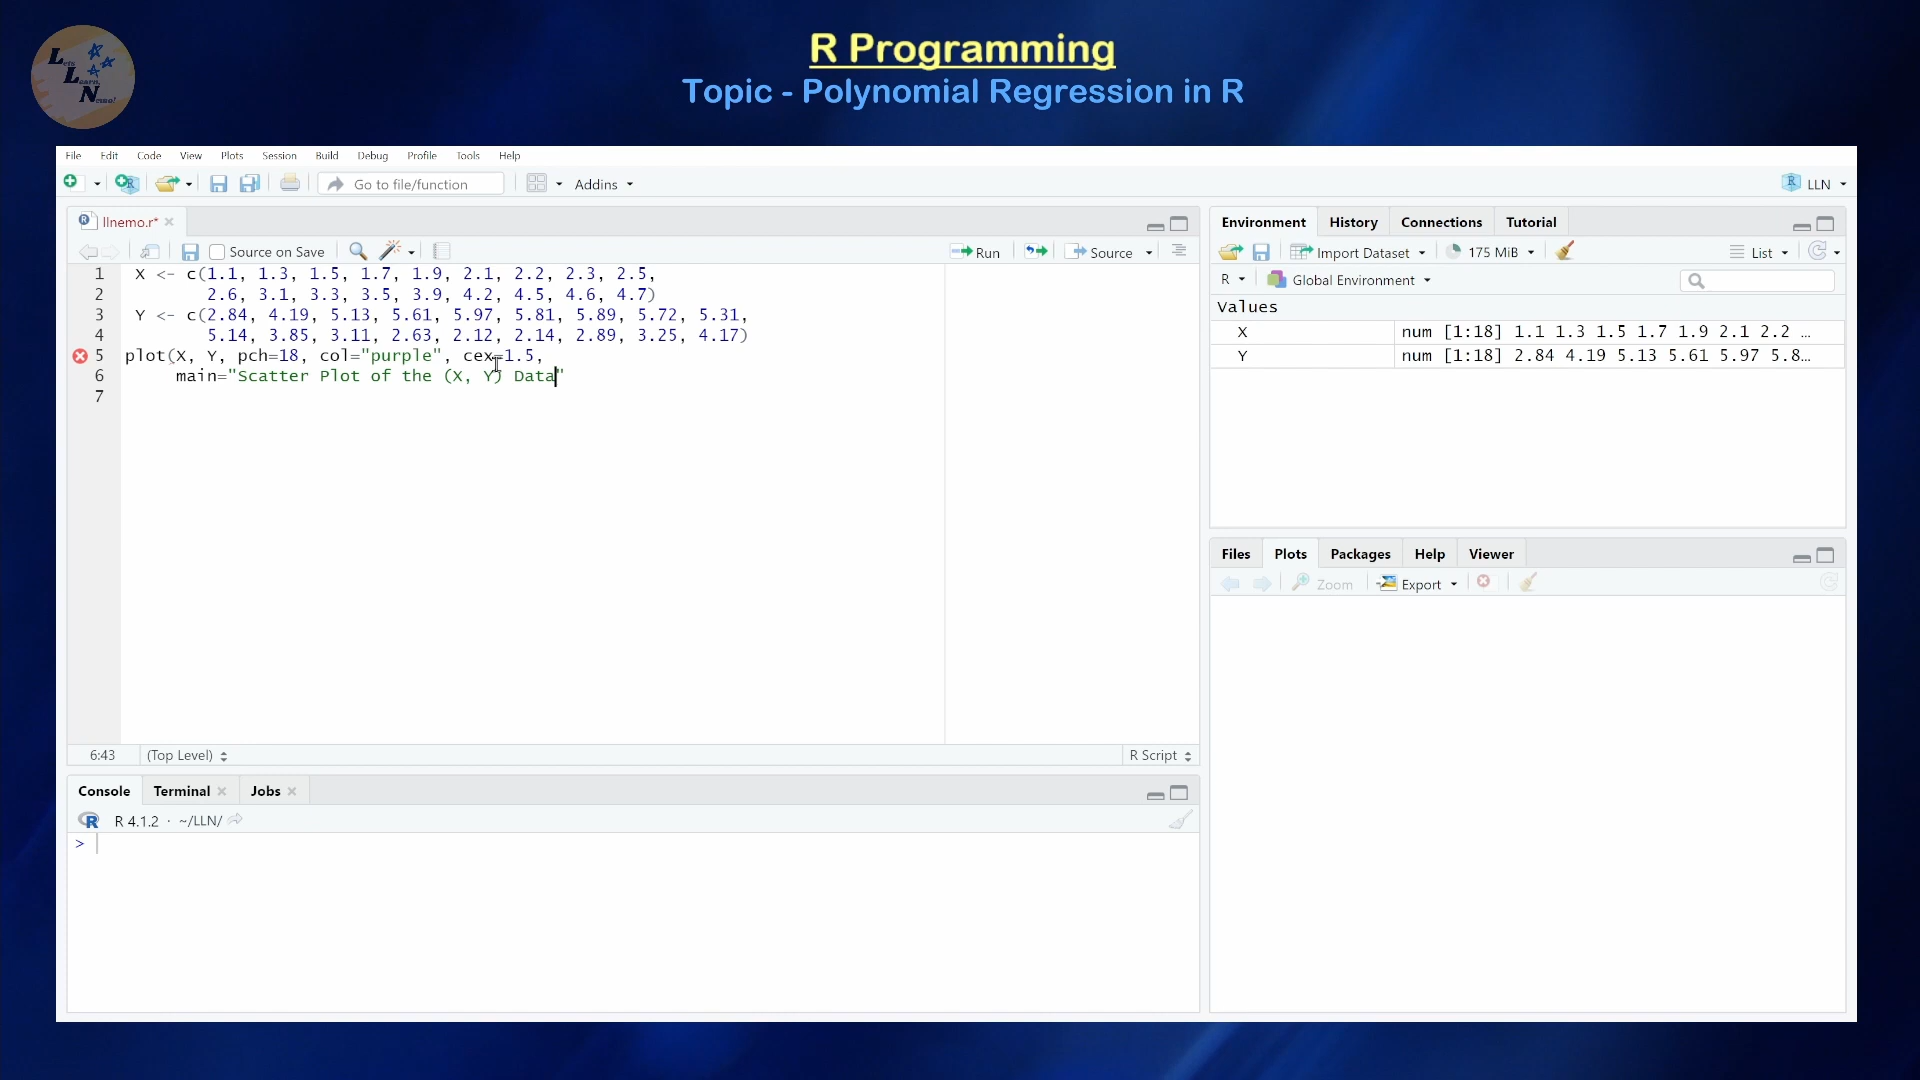 Lets
Learn,
Nemo!
R Programming
Topic - Polynomial Regression in R
File Edit Code View Plots Session Build Debug Profile Tools Help
Go to file/function Addins LLN
llnemo.r*
Source on Save Run Source
1 X <- c(1.1, 1.3, 1.5, 1.7, 1.9, 2.1, 2.2, 2.3, 2.5,
2 2.6, 3.1, 3.3, 3.5, 3.9, 4.2, 4.5, 4.6, 4.7)
3 Y <- c(2.84, 4.19, 5.13, 5.61, 5.97, 5.81, 5.89, 5.72, 5.31,
4 5.14, 3.85, 3.11, 2.63, 2.12, 2.14, 2.89, 3.25, 4.17)
5 plot(X, Y, pch=18, col="purple", cex=1.5,
6 main="Scatter Plot of the (X, Y) Data"
7
6:43 (Top Level) R Script
Console Terminal Jobs
R 4.1.2 · ~/LLN/
>
Environment History Connections Tutorial
Import Dataset 175 MiB List
R Global Environment
Values
X num [1:18] 1.1 1.3 1.5 1.7 1.9 2.1 2.2 ...
Y num [1:18] 2.84 4.19 5.13 5.61 5.97 5.8...
Files Plots Packages Help Viewer
Zoom Export